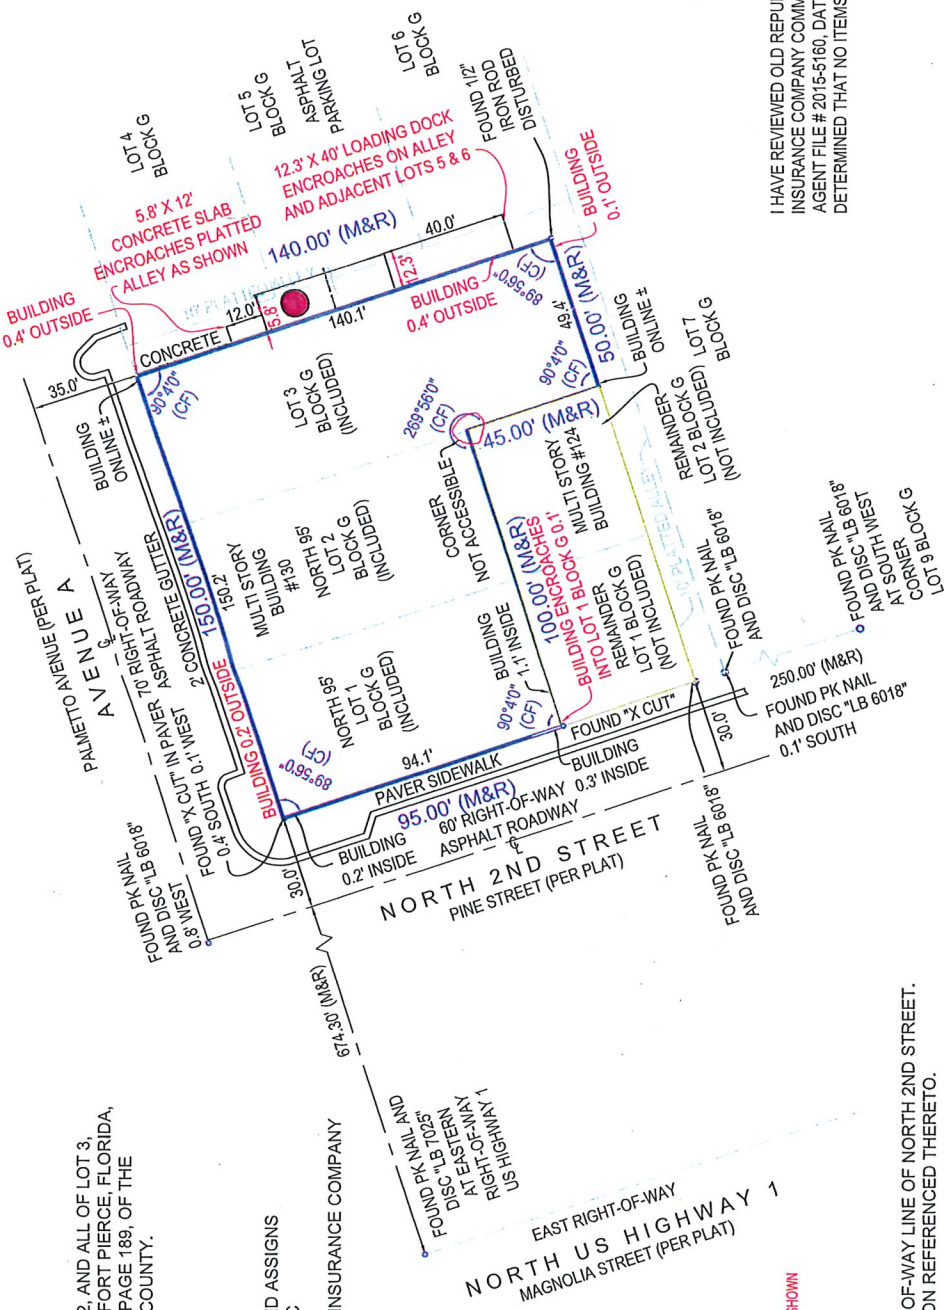 I HAVE REVIEWED OLD REPU
INSURANCE COMPANY COMM
AGENT FILE # 2015-5160, DAT
DETERMINED THAT NO ITEMS
LOT 4
BLOCK G
LOT 5
BLOCK G
ASPHALT
PARKING LOT
LOT 6
BLOCK G
5.8' X 12'
CONCRETE SLAB
ENCROACHES PLATTED
ALLEY AS SHOWN
12.3' X 40' LOADING DOCK
ENCROACHES ON ALLEY
AND ADJACENT LOTS 5 & 6
FOUND 1/2"
IRON ROD
DISTURBED
BUILDING
0.1' OUTSIDE
BUILDING
0.4' OUTSIDE
140.00' (M&R)
40.0'
12.3'
12.0'
5.8'
140.1'
BUILDING
0.4' OUTSIDE
89°56'0"
(CF)
CONCRETE
35.0'
BUILDING
ONLINE ±
90°4'0"
(CF)
LOT 3
BLOCK G
(INCLUDED)
269°56'0"
(CF)
90°4'0"
(CF)
49.4'
50.00' (M&R)
BUILDING
ONLINE ±
45.00' (M&R)
LOT 7
BLOCK G
PALMETTO AVENUE (PER PLAT)
AVENUE A
70' RIGHT-OF-WAY
ASPHALT ROADWAY
2' CONCRETE GUTTER
150.00' (M&R)
150.2'
MULTI STORY
BUILDING
#130
NORTH 95'
LOT 2
BLOCK G
(INCLUDED)
CORNER
NOT ACCESSIBLE
MULTI STORY
BUILDING #124
REMAINDER
LOT 2 BLOCK G
(NOT INCLUDED)
10' PLATTED ALLEY
BUILDING
1.1' INSIDE
100.00' (M&R)
BUILDING ENCROACHES
INTO LOT 1 BLOCK G 0.1'
REMAINDER
LOT 1 BLOCK G
(NOT INCLUDED)
NORTH 95'
LOT 1
BLOCK G
(INCLUDED)
90°4'0"
(CF)
FOUND PK NAIL
AND DISC "LB 6018"
FOUND PK NAIL
AND DISC "LB 6018"
AT SOUTH WEST
CORNER
LOT 9 BLOCK G
FOUND PK NAIL
AND DISC "LB 6018"
0.8' WEST
FOUND "X CUT" IN PAVER
0.4' SOUTH 0.1' WEST
BUILDING 0.2' OUTSIDE
89°56'0"
(CF)
94.1'
PAVER SIDEWALK
FOUND "X CUT"
95.00' (M&R)
BUILDING
0.3' INSIDE
BUILDING
0.2' INSIDE
60' RIGHT-OF-WAY
ASPHALT ROADWAY
30.0'
30.0'
250.00' (M&R)
FOUND PK NAIL
AND DISC "LB 6018"
0.1' SOUTH
NORTH 2ND STREET
PINE STREET (PER PLAT)
FOUND PK NAIL
AND DISC "LB 6018"
674.30' (M&R)
FOUND PK NAIL AND
DISC "LB 7025"
AT EASTERN
RIGHT-OF-WAY
US HIGHWAY 1
EAST RIGHT-OF-WAY
NORTH US HIGHWAY 1
MAGNOLIA STREET (PER PLAT)
2, AND ALL OF LOT 3,
FORT PIERCE, FLORIDA,
PAGE 189, OF THE
COUNTY.
ND ASSIGNS
INSURANCE COMPANY
SHOWN
OF-WAY LINE OF NORTH 2ND STREET.
ON REFERENCED THERETO.